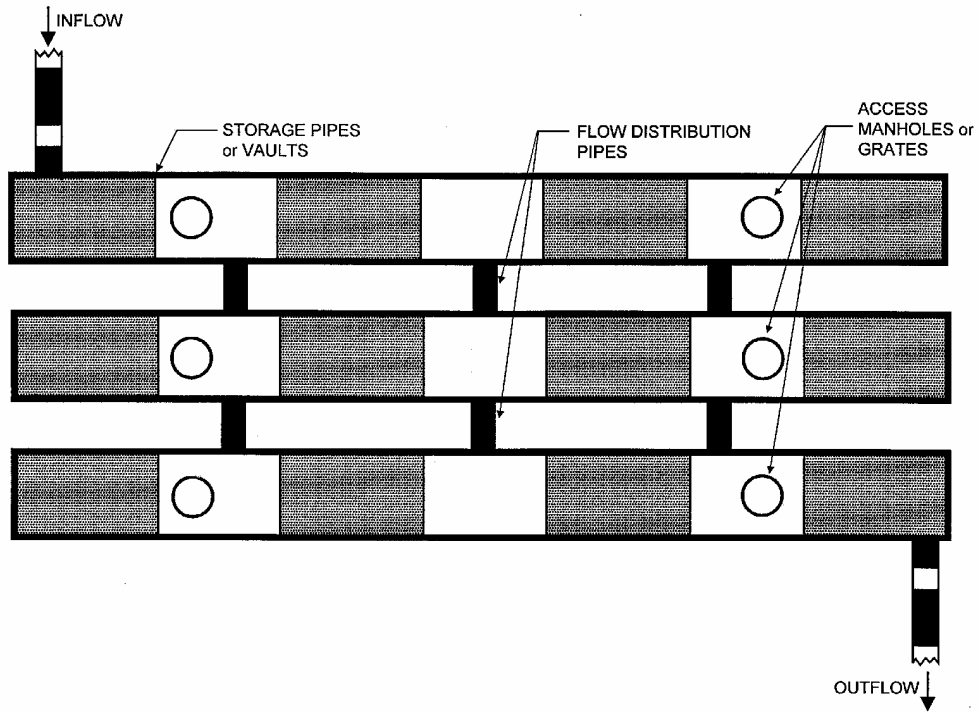 INFLOW
STORAGE PIPES
or VAULTS
FLOW DISTRIBUTION
PIPES
ACCESS
MANHOLES or
GRATES
OUTFLOW